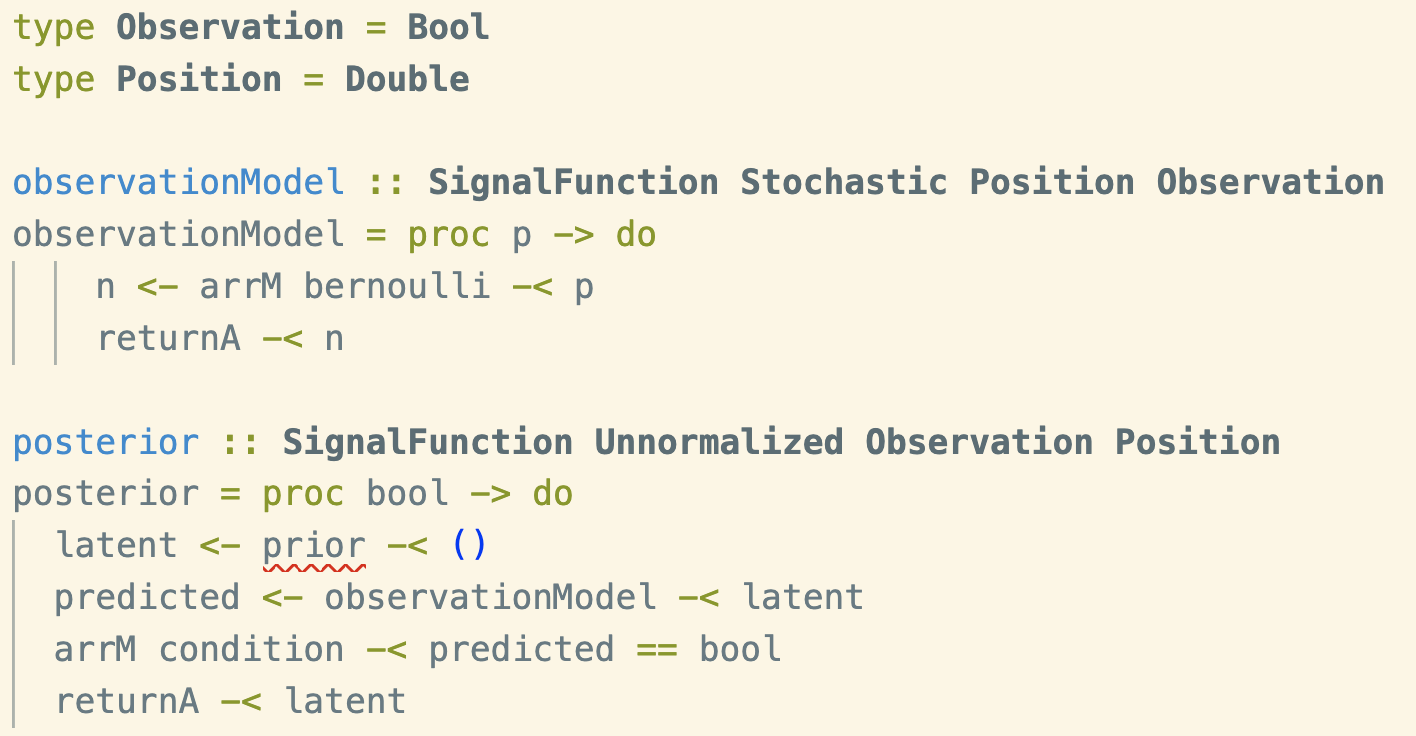 type Observation = Bool
type Position = Double
observationModel :: SignalFunction Stochastic Position Observation
observationModel = proc p -> do
n <- arrM bernoulli -< p
returnA -< n
posterior :: SignalFunction Unnormalized Observation Position
posterior = proc bool -> do
latent <- prior -< ()
predicted <- observationModel -< latent
arrM condition -< predicted == bool
returnA -< latent